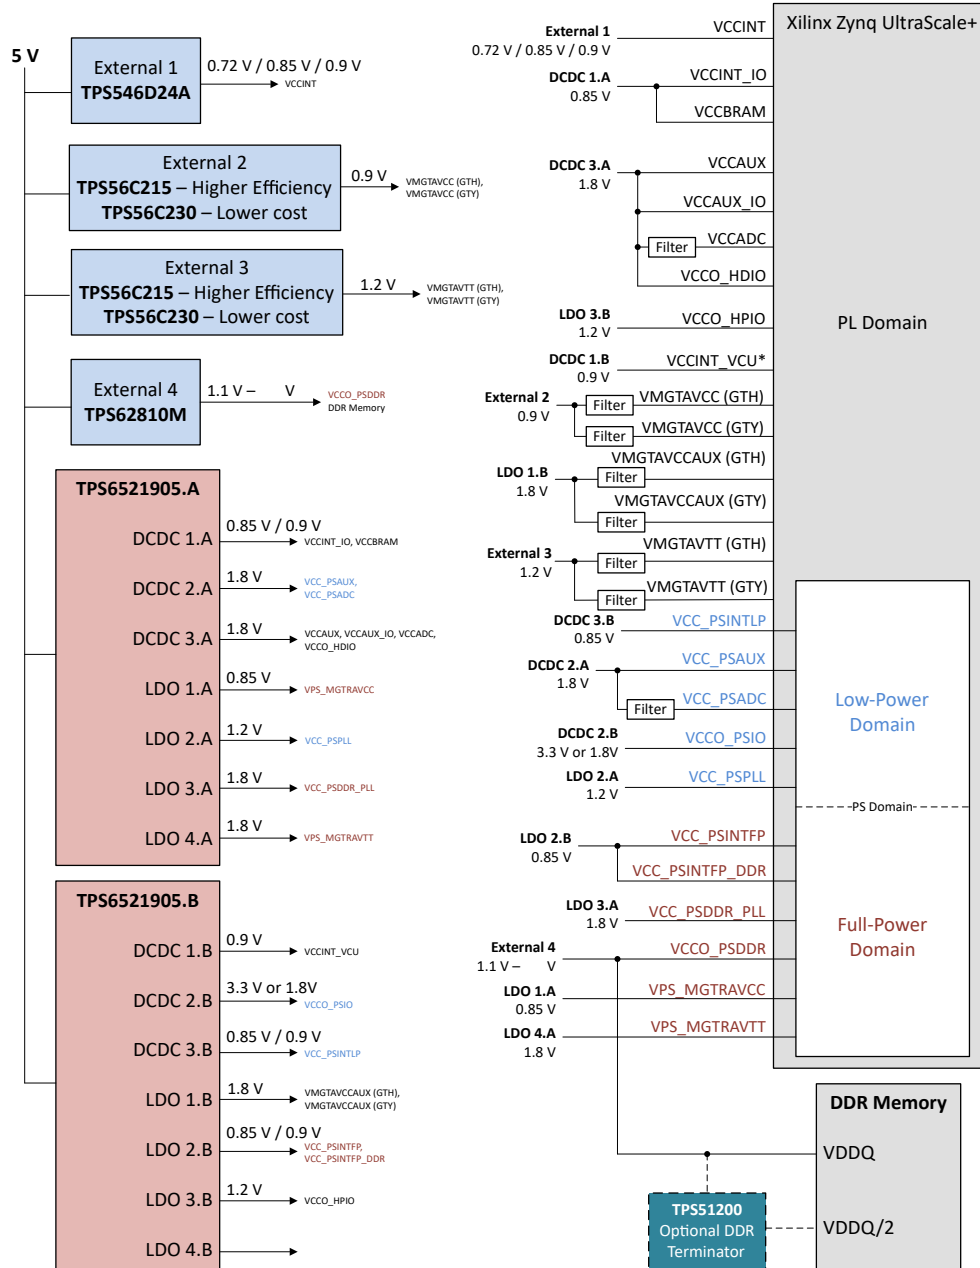 5 V
External 1
TPS546D24A
0.72 V / 0.85 V / 0.9 V
VCCINT
External 2
TPS56C215 – Higher Efficiency
TPS56C230 – Lower cost
0.9 V
VMGTAVCC (GTH),
VMGTAVCC (GTY)
External 3
TPS56C215 – Higher Efficiency
TPS56C230 – Lower cost
1.2 V
VMGTAVTT (GTH),
VMGTAVTT (GTY)
External 4
TPS62810M
1.1 V – V
VCCO_PSDDR
DDR Memory
TPS6521905.A
DCDC 1.A
0.85 V / 0.9 V
VCCINT_IO, VCCBRAM
DCDC 2.A
1.8 V
VCC_PSAUX,
VCC_PSADC
DCDC 3.A
1.8 V
VCCAUX, VCCAUX_IO, VCCADC,
VCCO_HDIO
LDO 1.A
0.85 V
VPS_MGTRAVCC
LDO 2.A
1.2 V
VCC_PSPLL
LDO 3.A
1.8 V
VCC_PSDDR_PLL
LDO 4.A
1.8 V
VPS_MGTRAVTT
TPS6521905.B
DCDC 1.B
0.9 V
VCCINT_VCU
DCDC 2.B
3.3 V or 1.8V
VCCO_PSIO
DCDC 3.B
0.85 V / 0.9 V
VCC_PSINTLP
LDO 1.B
1.8 V
VMGTAVCCAUX (GTH),
VMGTAVCCAUX (GTY)
LDO 2.B
0.85 V / 0.9 V
VCC_PSINTFP,
VCC_PSINTFP_DDR
LDO 3.B
1.2 V
VCCO_HPIO
LDO 4.B
Xilinx Zynq UltraScale+
External 1
0.72 V / 0.85 V / 0.9 V
VCCINT
DCDC 1.A
0.85 V
VCCINT_IO
VCCBRAM
DCDC 3.A
1.8 V
VCCAUX
VCCAUX_IO
Filter
VCCADC
VCCO_HDIO
LDO 3.B
1.2 V
VCCO_HPIO
PL Domain
DCDC 1.B
0.9 V
VCCINT_VCU*
External 2
0.9 V
Filter
VMGTAVCC (GTH)
Filter
VMGTAVCC (GTY)
LDO 1.B
1.8 V
VMGTAVCCAUX (GTH)
Filter
VMGTAVCCAUX (GTY)
Filter
External 3
1.2 V
VMGTAVTT (GTH)
Filter
VMGTAVTT (GTY)
Filter
DCDC 3.B
0.85 V
VCC_PSINTLP
DCDC 2.A
1.8 V
VCC_PSAUX
Filter
VCC_PSADC
Low-Power
Domain
DCDC 2.B
3.3 V or 1.8V
VCCO_PSIO
LDO 2.A
1.2 V
VCC_PSPLL
PS Domain
LDO 2.B
0.85 V
VCC_PSINTFP
VCC_PSINTFP_DDR
LDO 3.A
1.8 V
VCC_PSDDR_PLL
Full-Power
Domain
External 4
1.1 V – V
VCCO_PSDDR
LDO 1.A
0.85 V
VPS_MGTRAVCC
LDO 4.A
1.8 V
VPS_MGTRAVTT
DDR Memory
VDDQ
TPS51200
Optional DDR
Terminator
VDDQ/2